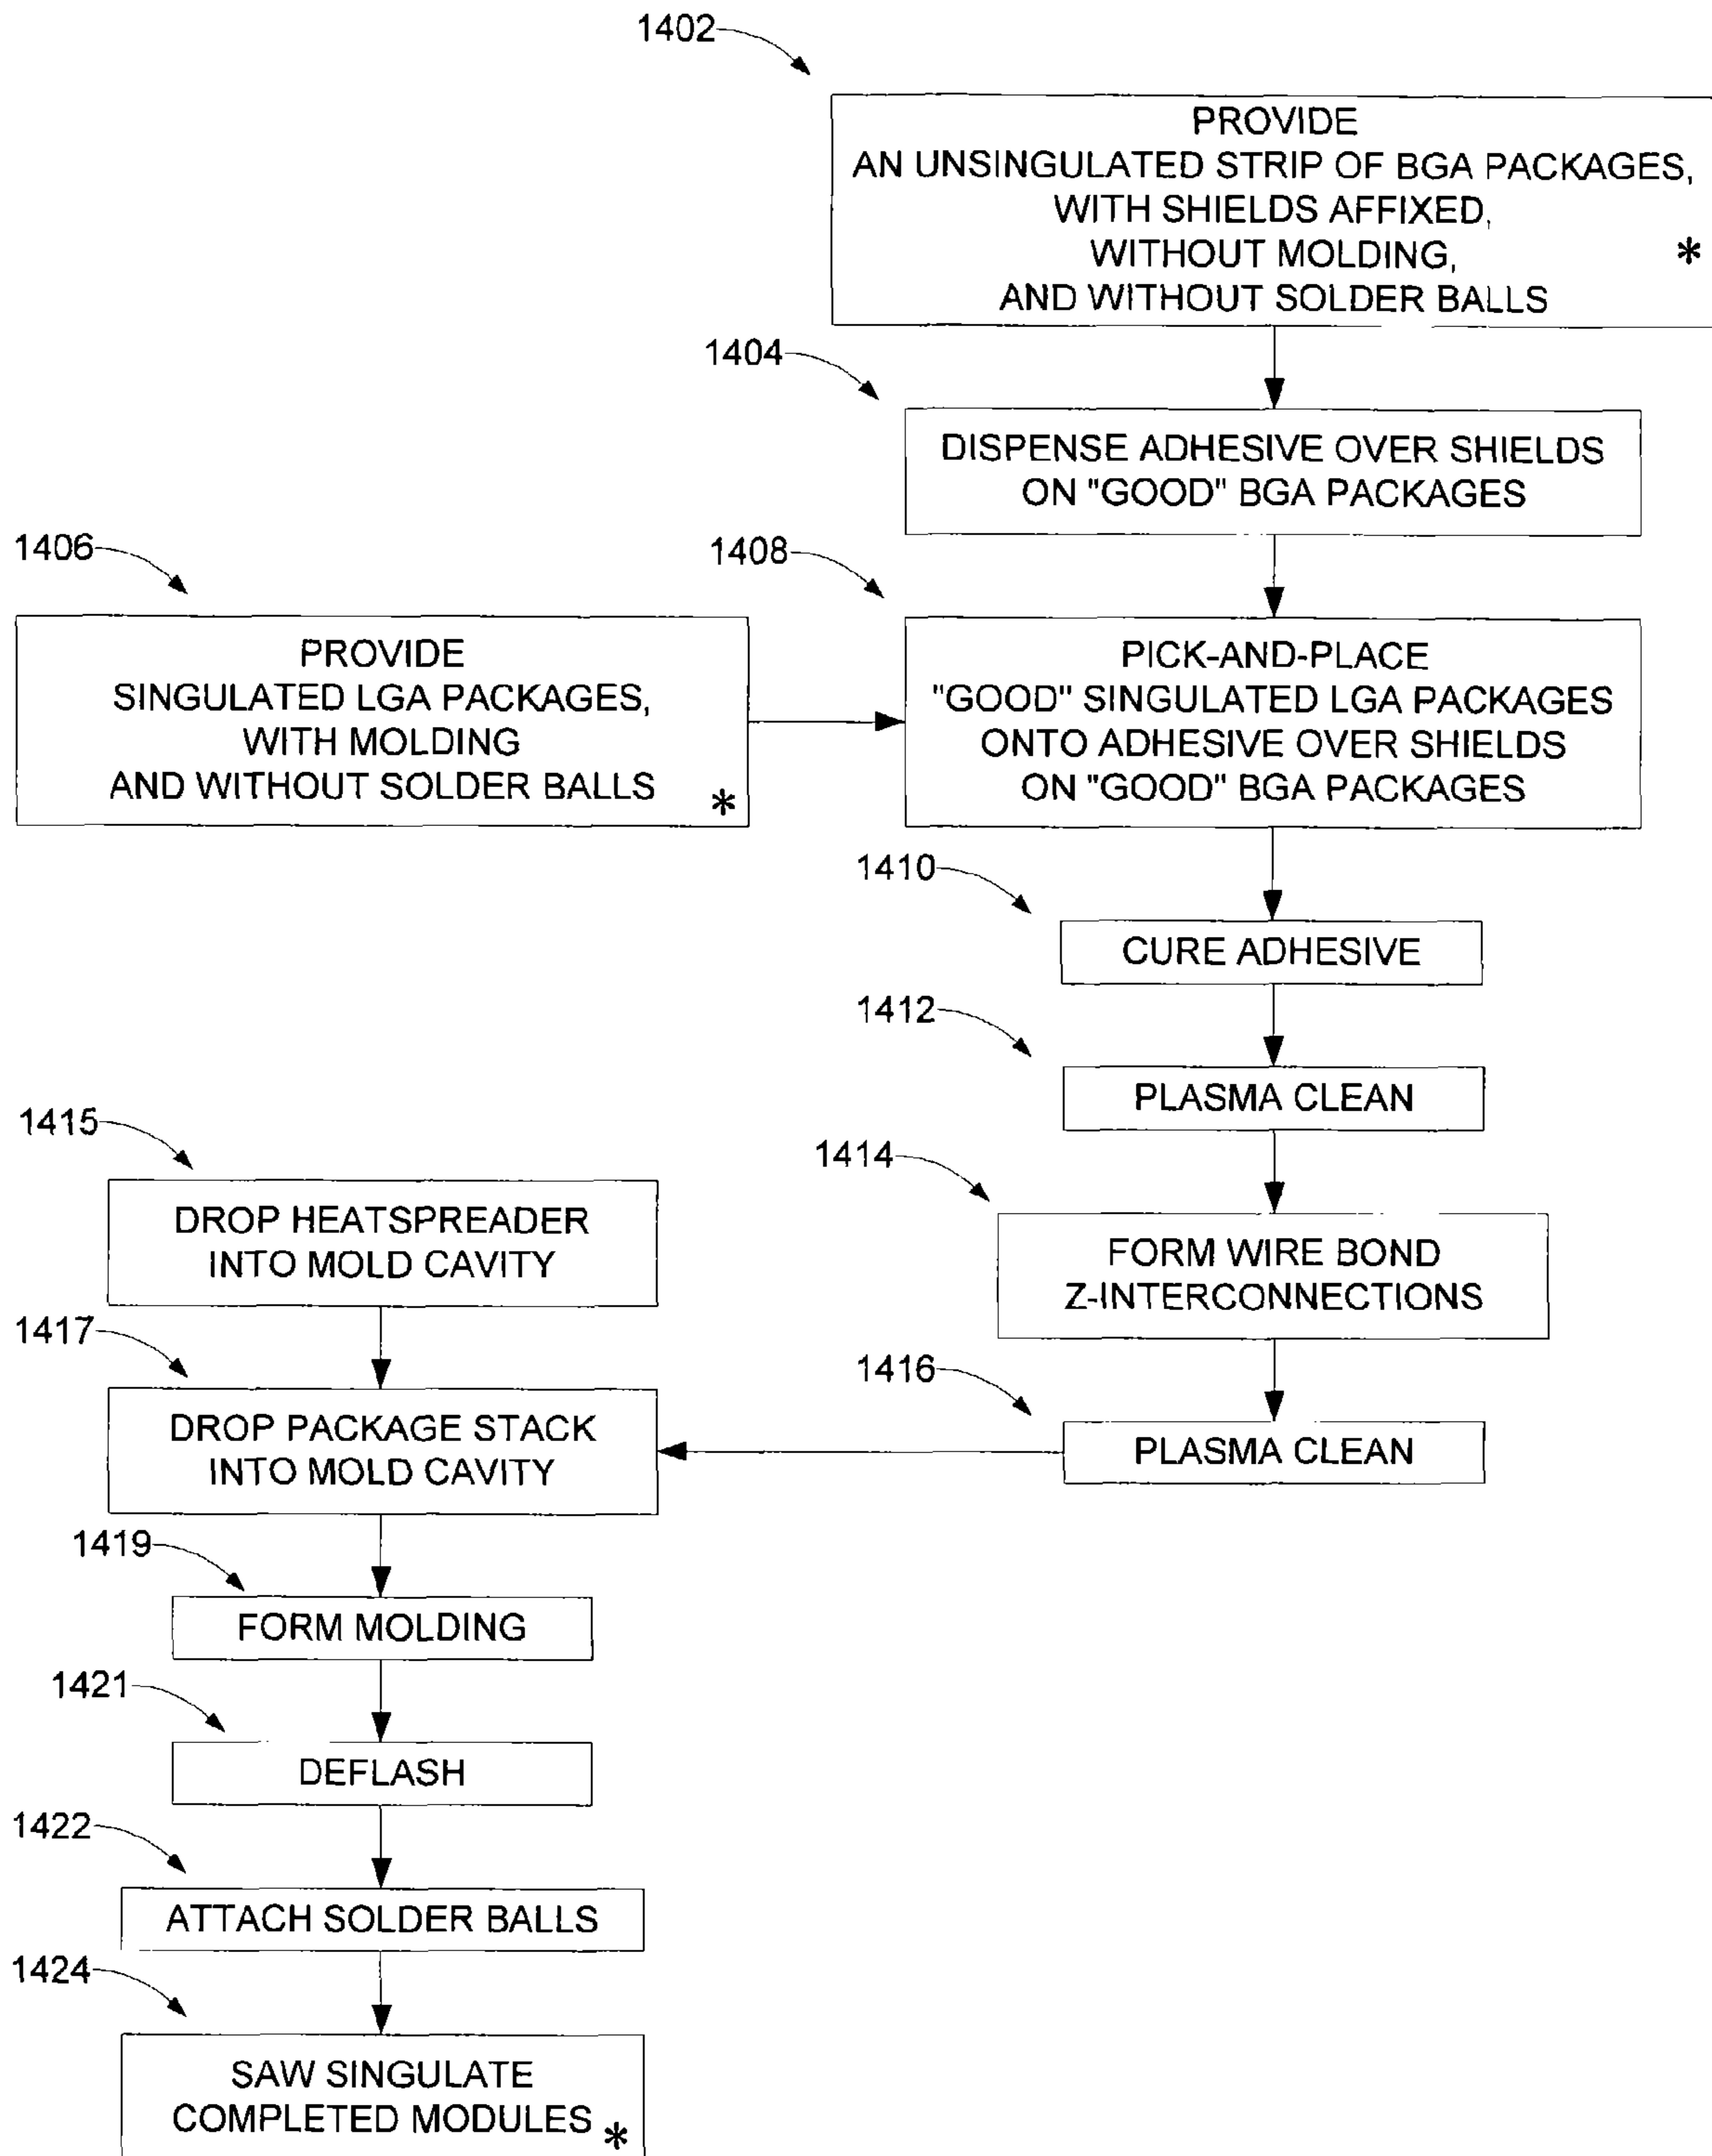 1402
PROVIDE
AN UNSINGULATED STRIP OF BGA PACKAGES,
WITH SHIELDS AFFIXED,
WITHOUT MOLDING,
AND WITHOUT SOLDER BALLS
*
1404
DISPENSE ADHESIVE OVER SHIELDS
ON "GOOD" BGA PACKAGES
1406
PROVIDE
SINGULATED LGA PACKAGES,
WITH MOLDING
AND WITHOUT SOLDER BALLS
*
1408
PICK-AND-PLACE
"GOOD" SINGULATED LGA PACKAGES
ONTO ADHESIVE OVER SHIELDS
ON "GOOD" BGA PACKAGES
1410
CURE ADHESIVE
1412
PLASMA CLEAN
1414
FORM WIRE BOND
Z-INTERCONNECTIONS
1416
PLASMA CLEAN
1415
DROP HEATSPREADER
INTO MOLD CAVITY
1417
DROP PACKAGE STACK
INTO MOLD CAVITY
1419
FORM MOLDING
1421
DEFLASH
1422
ATTACH SOLDER BALLS
1424
SAW SINGULATE
COMPLETED MODULES
*